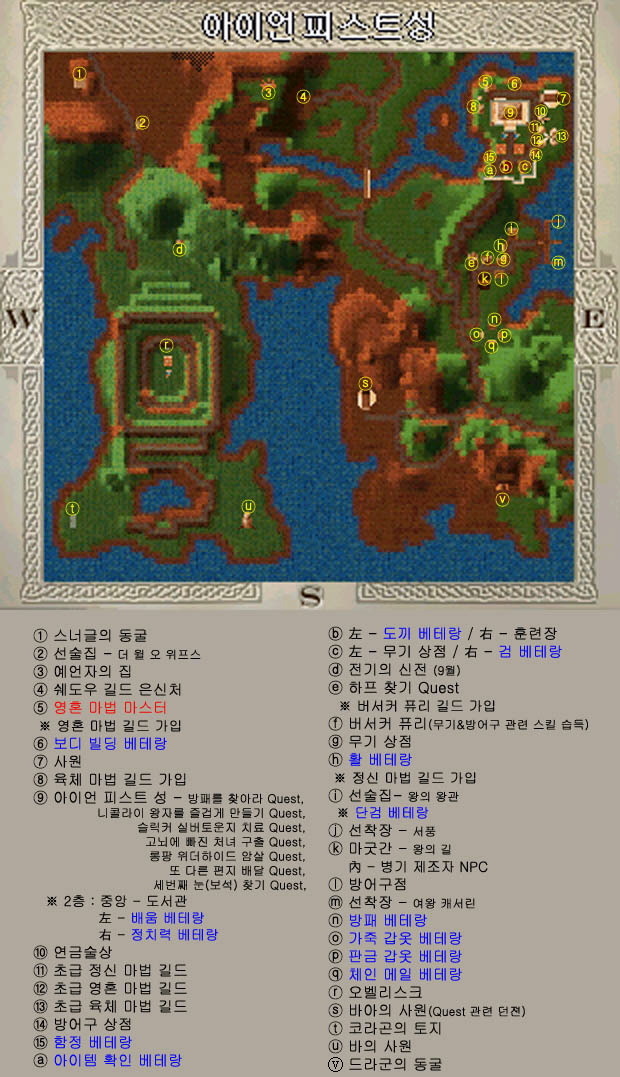 아이언 피스트 성
① ② ③ ④ ⑤ ⑥ ⑦ ⑧ ⑨ ⑩ ⑪ ⑫ ⑬ ⑭ ⑮ ⓐ ⓑ ⓒ
ⓓ ⓔ ⓕ ⓖ ⓗ ⓘ ⓙ ⓚ ⓛ ⓜ
W
E
ⓝ ⓞ ⓟ ⓠ
ⓡ ⓢ
ⓣ ⓤ ⓥ
S
① 스너글의 동굴
② 선술집 - 더 윌 오 위프스
③ 예언자의 집
④ 쉐도우 길드 은신처
⑤ 영혼 마법 마스터
※ 영혼 마법 길드 가입
⑥ 보디 빌딩 베테랑
⑦ 사원
⑧ 육체 마법 길드 가입
⑨ 아이언 피스트 성 - 방패를 찾아라 Quest,
니콜라이 왕자를 즐겁게 만들기 Quest,
슬릭커 실버토운지 치료 Quest,
고뇌에 빠진 처녀 구출 Quest,
롱팡 위더하이드 암살 Quest,
또 다른 편지 배달 Quest,
세번째 눈(보석) 찾기 Quest,
※ 2층 : 중앙 - 도서관
左 - 배움 베테랑
右 - 정치력 베테랑
⑩ 연금술상
⑪ 초급 정신 마법 길드
⑫ 초급 영혼 마법 길드
⑬ 초급 육체 마법 길드
⑭ 방어구 상점
⑮ 함정 베테랑
ⓐ 아이템 확인 베테랑
ⓑ 左 - 도끼 베테랑 / 右 - 훈련장
ⓒ 左 - 무기 상점 / 右 - 검 베테랑
ⓓ 전기의 신전 (9월)
ⓔ 하프 찾기 Quest
※ 버서커 퓨리 길드 가입
ⓕ 버서커 퓨리(무기&방어구 관련 스킬 습득)
ⓖ 무기 상점
ⓗ 활 베테랑
※ 정신 마법 길드 가입
ⓘ 선술집- 왕의 왕관
※ 단검 베테랑
ⓙ 선착장 - 서풍
ⓚ 마굿간 - 왕의 길
內 - 병기 제조자 NPC
ⓛ 방어구점
ⓜ 선착장 - 여왕 캐서린
ⓝ 방패 베테랑
ⓞ 가죽 갑옷 베테랑
ⓟ 판금 갑옷 베테랑
ⓠ 체인 메일 베테랑
ⓡ 오벨리스크
ⓢ 바아의 사원(Quest 관련 던젼)
ⓣ 코라곤의 토지
ⓤ 바의 사원
ⓥ 드라군의 동굴